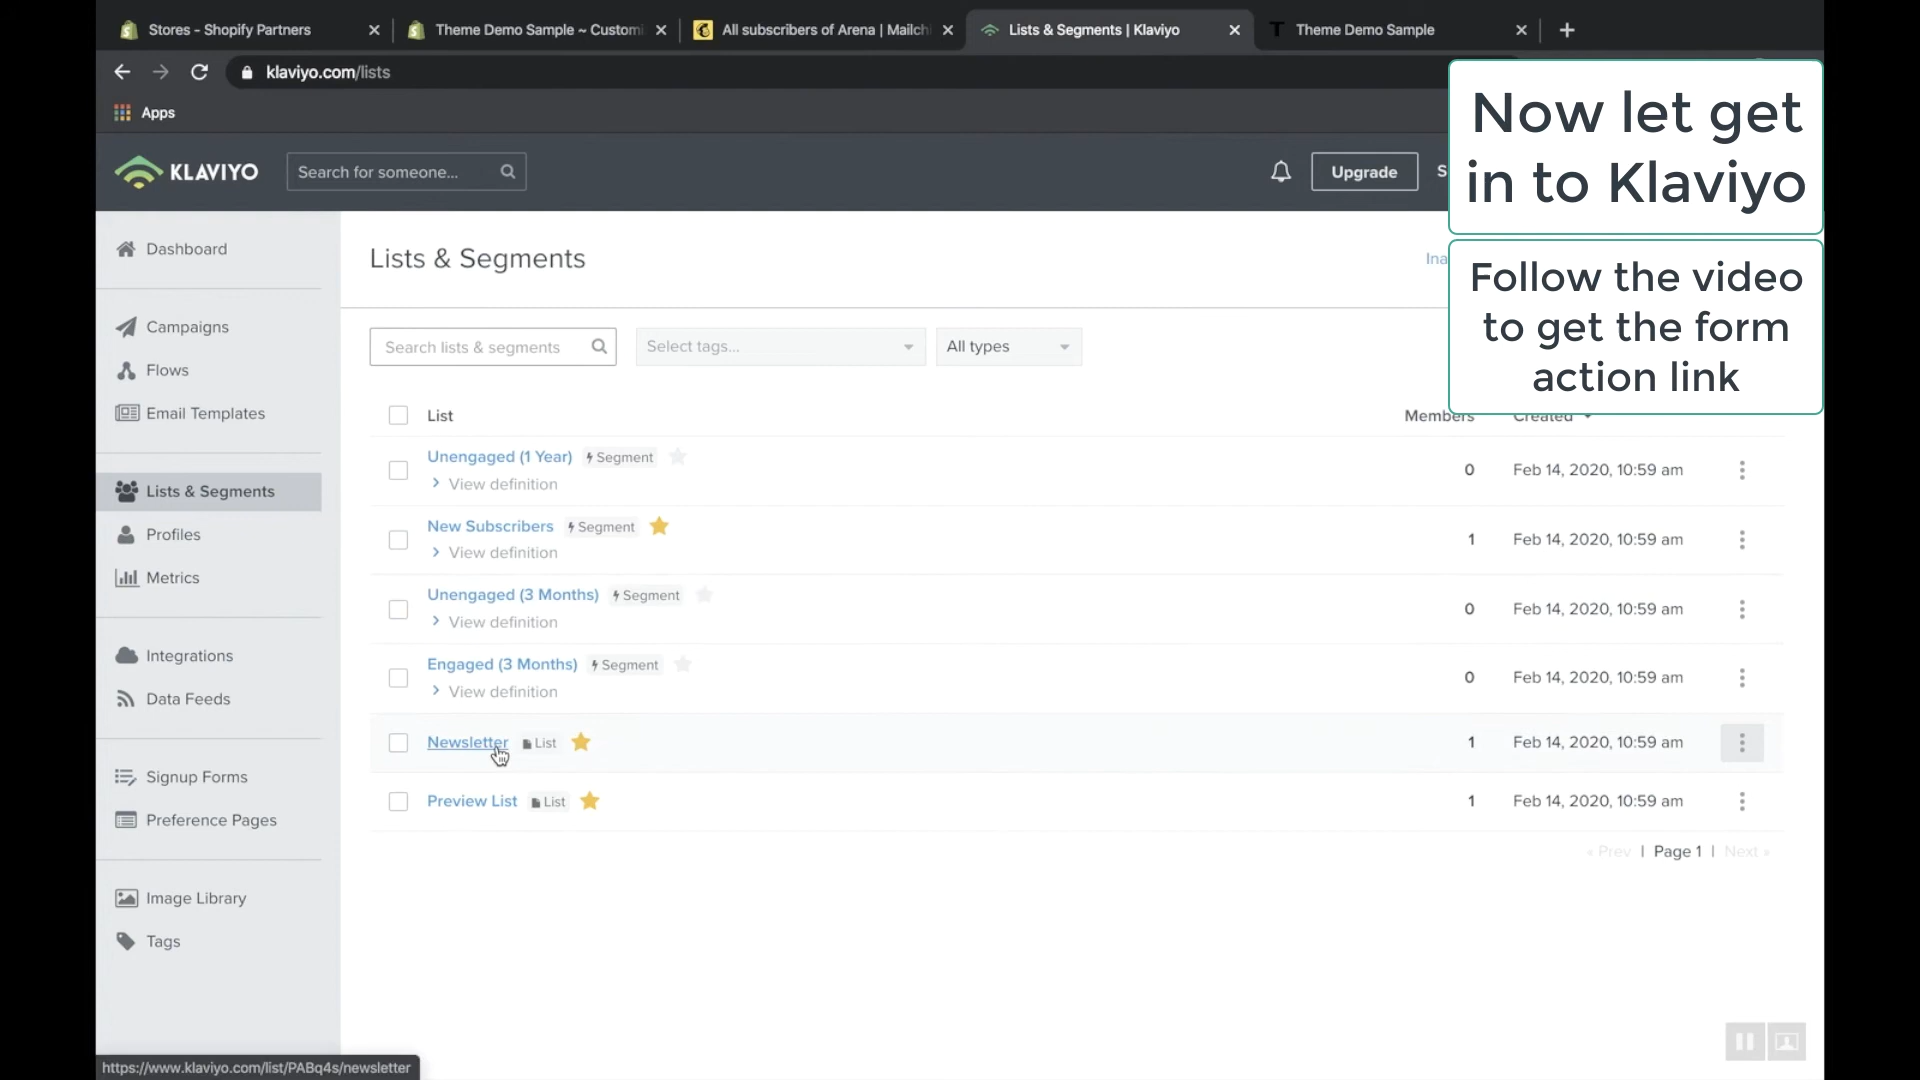 Stores - Shopify Partners
Theme Demo Sample ~ Custom
All subscribers of Arena | Mailch
Lists & Segments | Klaviyo
Theme Demo Sample
klaviyo.com/lists
Apps
Now let get
in to Klaviyo
Follow the video
to get the form
action link
KLAVIYO
Search for someone...
Upgrade
S
Dashboard
Campaigns
Flows
Email Templates
Lists & Segments
Profiles
Metrics
Integrations
Data Feeds
Signup Forms
Preference Pages
Image Library
Tags
Lists & Segments
Ina
Search lists & segments
Select tags...
All types
List
Members
Created
Unengaged (1 Year) Segment
View definition
0
Feb 14, 2020, 10:59 am
New Subscribers Segment
View definition
1
Feb 14, 2020, 10:59 am
Unengaged (3 Months) Segment
View definition
0
Feb 14, 2020, 10:59 am
Engaged (3 Months) Segment
View definition
0
Feb 14, 2020, 10:59 am
Newsletter List
1
Feb 14, 2020, 10:59 am
Preview List List
1
Feb 14, 2020, 10:59 am
« Prev | Page 1 | Next »
https://www.klaviyo.com/list/PABq4s/newsletter